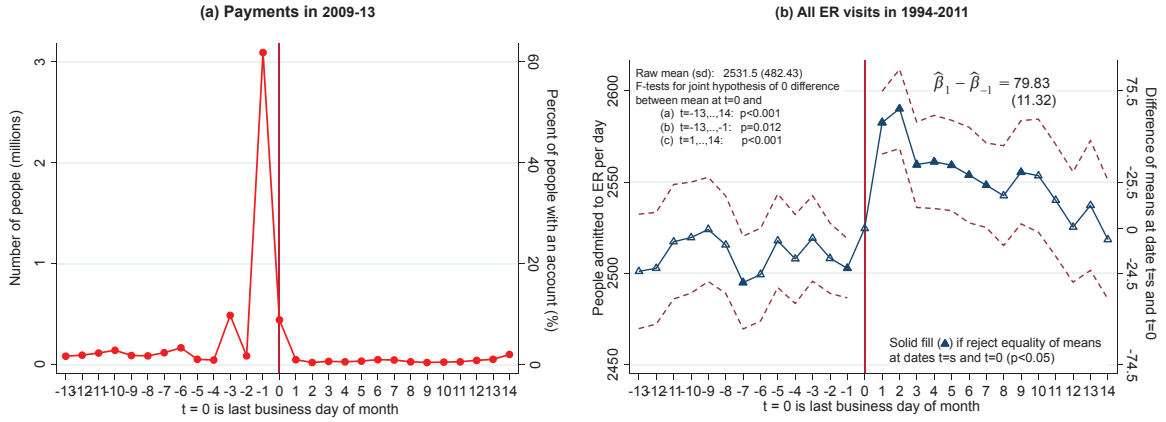 (a) Payments in 2009-13
Number of people (millions)
3
2
1
0
60
40
20
0
Percent of people with an account (%)
-13-12-11-10-9 -8 -7 -6 -5 -4 -3 -2 -1 0 1 2 3 4 5 6 7 8 9 10 11 12 13 14
t = 0 is last business day of month
(b) All ER visits in 1994-2011
People admitted to ER per day
2600
2550
2500
2450
Raw mean (sd): 2531.5 (482.43)
F-tests for joint hypothesis of 0 difference
between mean at t=0 and
(a) t=-13,..,14: p<0.001
(b) t=-13,..,-1: p=0.012
(c) t=1,..,14: p<0.001
β̂₁ − β̂₋₁ = 79.83
(11.32)
Solid fill (▲) if reject equality of means
at dates t=s and t=0 (p<0.05)
75.5
-25.5
0
-24.5
-74.5
Difference of means at date t=s and t=0
-13-12-11-10 -9 -8 -7 -6 -5 -4 -3 -2 -1 0 1 2 3 4 5 6 7 8 9 10 11 12 13 14
t = 0 is last business day of month